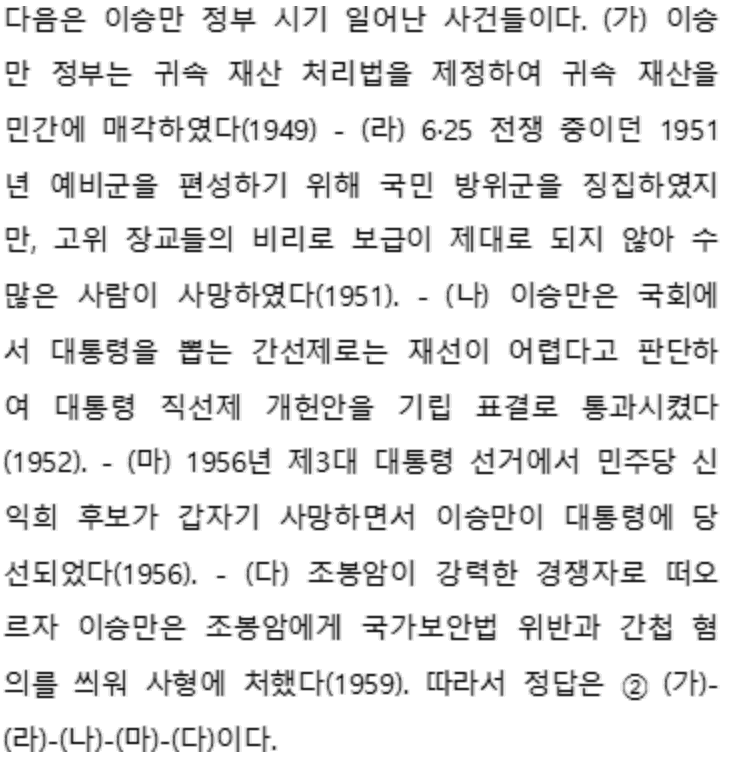 다음은 이승만 정부 시기 일어난 사건들이다. (가) 이승
만 정부는 귀속 재산 처리법을 제정하여 귀속 재산을
민간에 매각하였다(1949) - (라) 6·25 전쟁 중이던 1951
년 예비군을 편성하기 위해 국민 방위군을 징집하였지
만, 고위 장교들의 비리로 보급이 제대로 되지 않아 수
많은 사람이 사망하였다(1951). - (나) 이승만은 국회에
서 대통령을 뽑는 간선제로는 재선이 어렵다고 판단하
여 대통령 직선제 개헌안을 기립 표결로 통과시켰다
(1952). - (마) 1956년 제3대 대통령 선거에서 민주당 신
익희 후보가 갑자기 사망하면서 이승만이 대통령에 당
선되었다(1956). - (다) 조봉암이 강력한 경쟁자로 떠오
르자 이승만은 조봉암에게 국가보안법 위반과 간첩 혐
의를 씌워 사형에 처했다(1959). 따라서 정답은 ② (가)-
(라)-(나)-(마)-(다)이다.